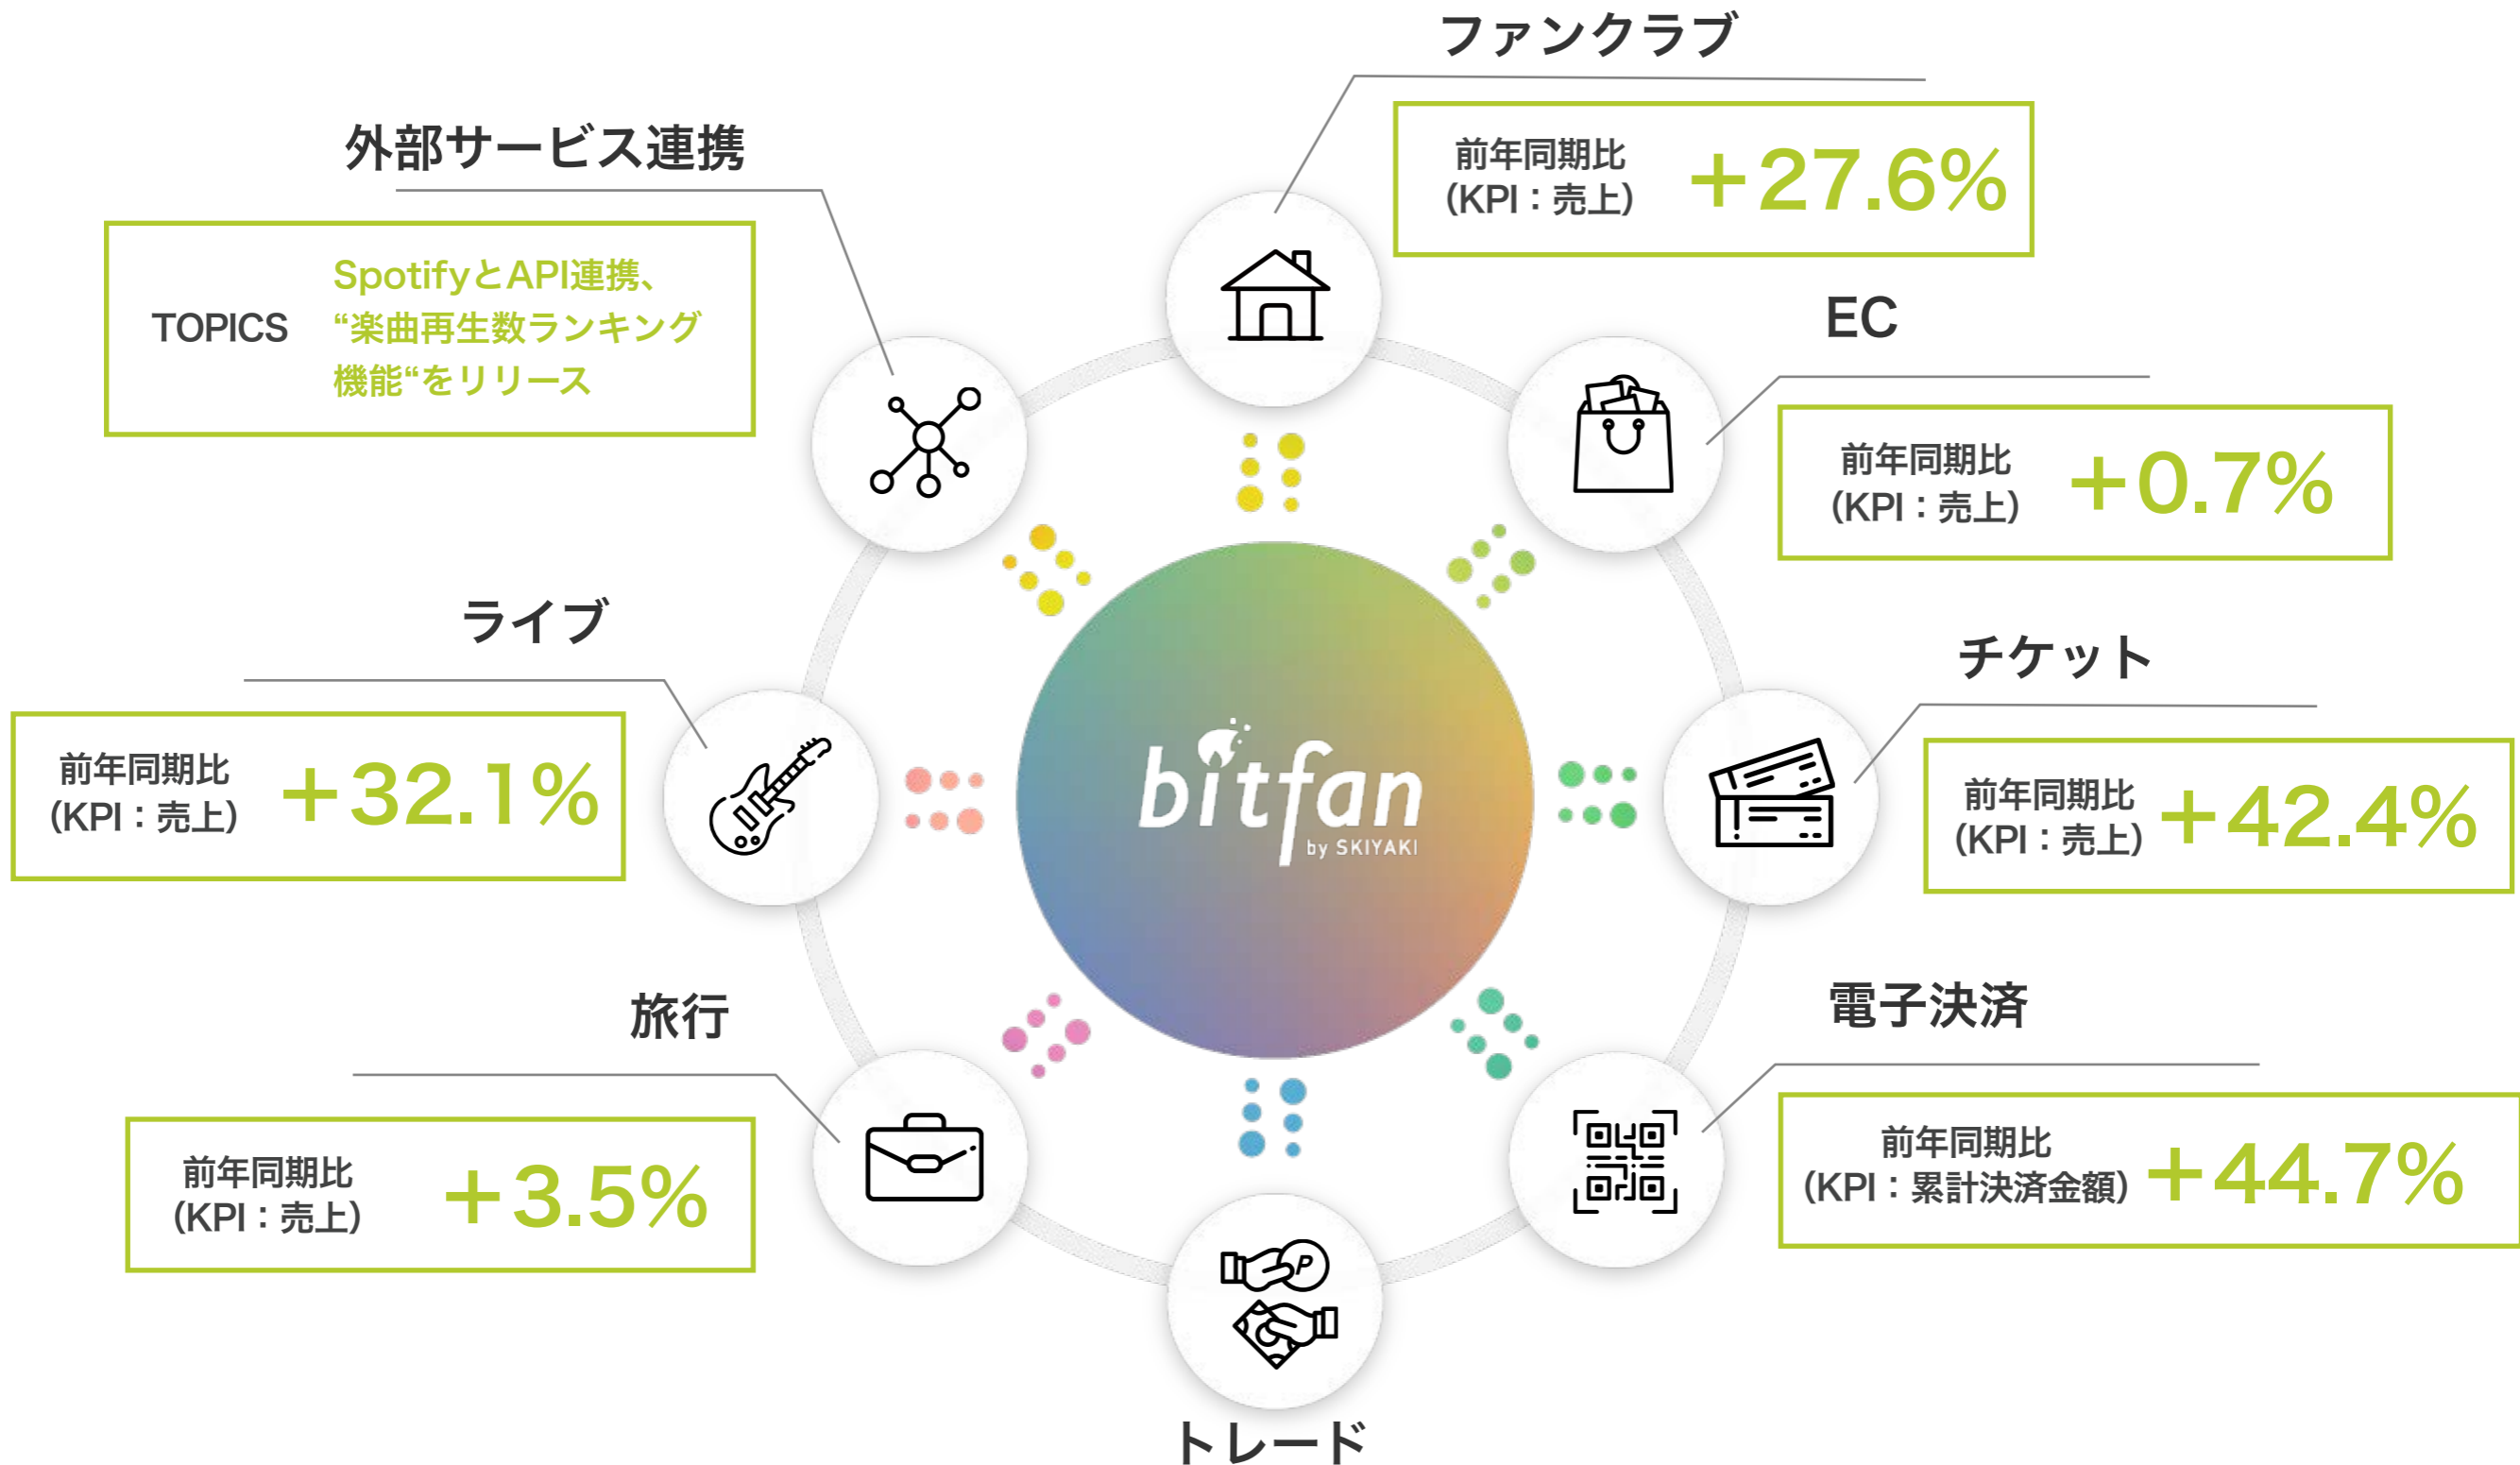 ファンクラブ
前年同期比
(KPI：売上)
+27.6%
外部サービス連携
TOPICS
SpotifyとAPI連携、
“楽曲再生数ランキング
機能“をリリース
EC
前年同期比
(KPI：売上)
+0.7%
ライブ
前年同期比
(KPI：売上)
+32.1%
チケット
前年同期比
(KPI：売上)
+42.4%
bitfan
by SKIYAKI
旅行
前年同期比
(KPI：売上)
+3.5%
電子決済
前年同期比
(KPI：累計決済金額)
+44.7%
P
トレード